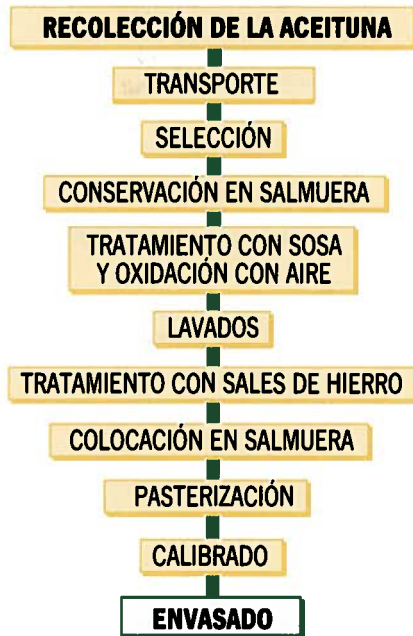 RECOLECCIÓN DE LA ACEITUNA
TRANSPORTE
SELECCIÓN
CONSERVACIÓN EN SALMUERA
TRATAMIENTO CON SOSA
Y OXIDACIÓN CON AIRE
LAVADOS
TRATAMIENTO CON SALES DE HIERRO
COLOCACIÓN EN SALMUERA
PASTERIZACIÓN
CALIBRADO
ENVASADO